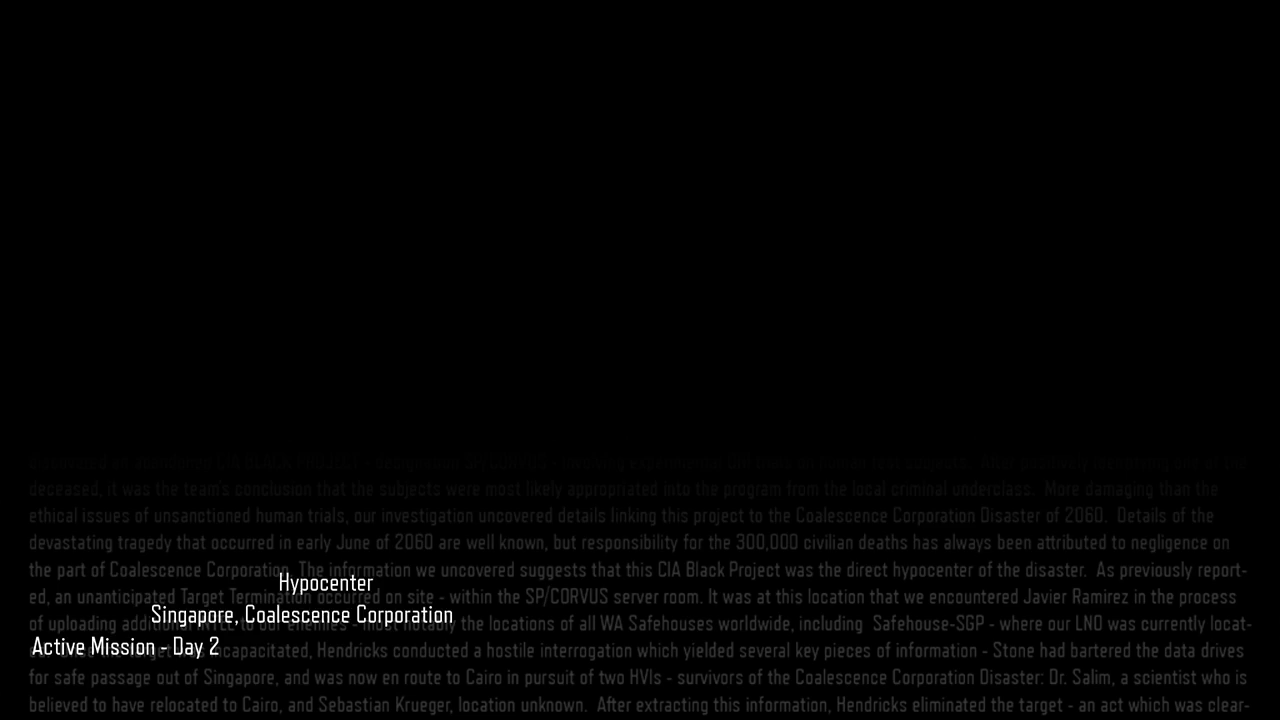 deceased, it was the team's conclusion that the subjects were most likely appropriated into the program from the local criminal underclass. More damaging than the
ethical issues of unsanctioned human trials, our investigation uncovered details linking this project to the Coalescence Corporation Disaster of 2060. Details of the
devastating tragedy that occurred in early June of 2060 are well known, but responsibility for the 300,000 civilian deaths has always been attributed to negligence on
the part of Coalescence Corporation. The information we uncovered suggests that this CIA Black Project was the direct hypocenter of the disaster. As previously report-
Hypocenter
ed, an unanticipated Target Termination occurred on site - within the SP/CORVUS server room. It was at this location that we encountered Javier Ramirez in the process
Singapore, Coalescence Corporation
of uploading to our enemies - most notably the locations of all WA Safehouses worldwide, including Safehouse-SGP - where our LNO was currently locat-
Active Mission - Day 2
incapacitated, Hendricks conducted a hostile interrogation which yielded several key pieces of information - Stone had bartered the data drives
for safe passage out of Singapore, and was now en route to Cairo in pursuit of two HVIs - survivors of the Coalescence Corporation Disaster: Dr. Salim, a scientist who is
believed to have relocated to Cairo, and Sebastian Krueger, location unknown. After extracting this information, Hendricks eliminated the target - an act which was clear-